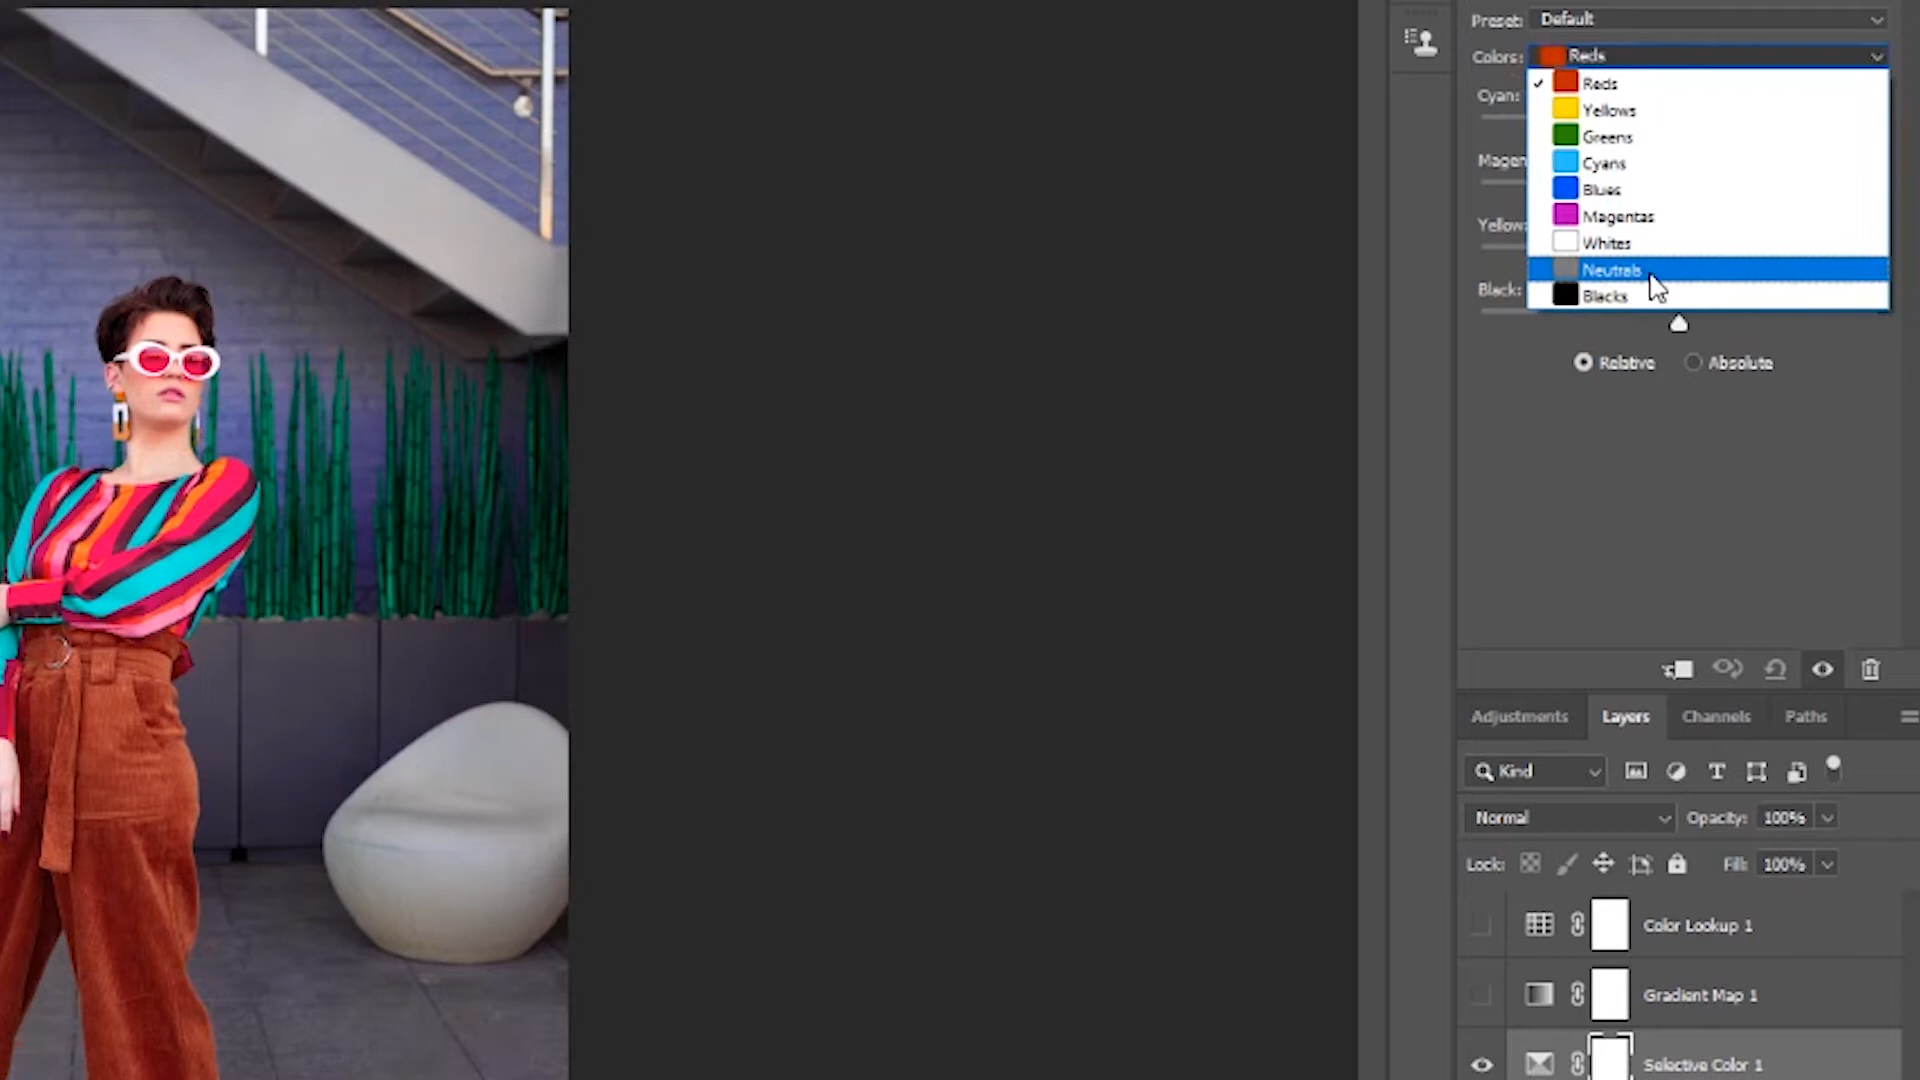 Preset: Default
Colors: Reds
Reds
Cyan:
Yellows
Greens
Magen
Cyans
Blues
Magentas
Yellow:
Whites
Neutrals
Black:
Blacks
Relative Absolute
Adjustments Layers Channels Paths
Kind
Normal Opacity: 100%
Lock: Fill: 100%
Color Lookup 1
Gradient Map 1
Selective Color 1